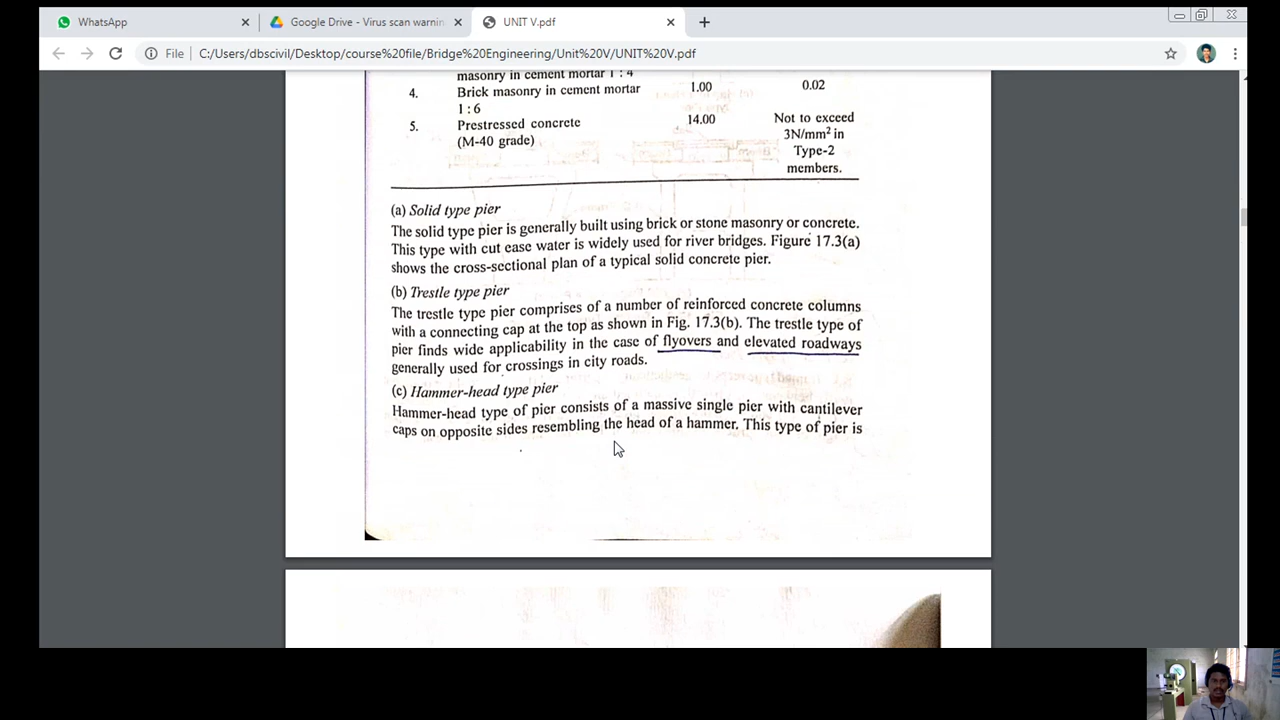 WhatsApp
Google Drive - Virus scan warnin
UNIT V.pdf
File
C:/Users/dbscivil/Desktop/course%20file/Bridge%20Engineering/Unit%20V/UNIT%20V.pdf
masonry in cement mortar 1 : 4
4. Brick masonry in cement mortar 1.00 0.02
1 : 6
5. Prestressed concrete 14.00 Not to exceed
(M-40 grade) 3N/mm² in
Type-2
members.
(a) Solid type pier
The solid type pier is generally built using brick or stone masonry or concrete.
This type with cut ease water is widely used for river bridges. Figure 17.3(a)
shows the cross-sectional plan of a typical solid concrete pier.
(b) Trestle type pier
The trestle type pier comprises of a number of reinforced concrete columns
with a connecting cap at the top as shown in Fig. 17.3(b). The trestle type of
pier finds wide applicability in the case of flyovers and elevated roadways
generally used for crossings in city roads.
(c) Hammer-head type pier
Hammer-head type of pier consists of a massive single pier with cantilever
caps on opposite sides resembling the head of a hammer. This type of pier is